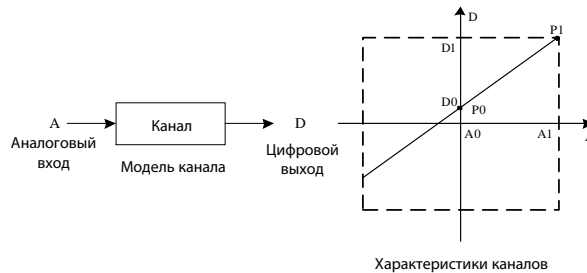 A
Аналоговый
вход
Канал
Модель канала
D
Цифровой
выход
D
P1
D1
D0
P0
A0
A1
Характеристики каналов